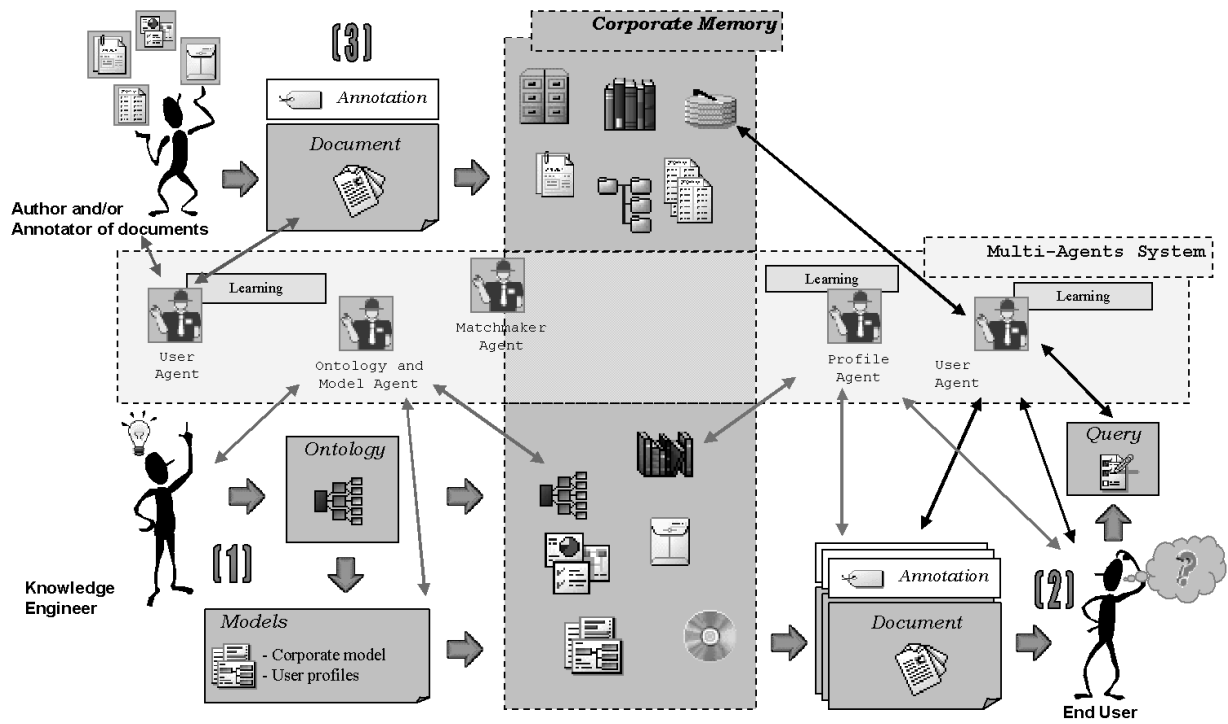 Corporate Memory
(3)
Annotation
Document
Author and/or
Annotator of documents
Multi-Agents System
Learning
Learning
Learning
User
Agent
Ontology and
Model Agent
Matchmaker
Agent
Profile
Agent
User
Agent
Ontology
Query
(1)
Knowledge
Engineer
Models
- Corporate model
- User profiles
Annotation
Document
(2)
?
End User